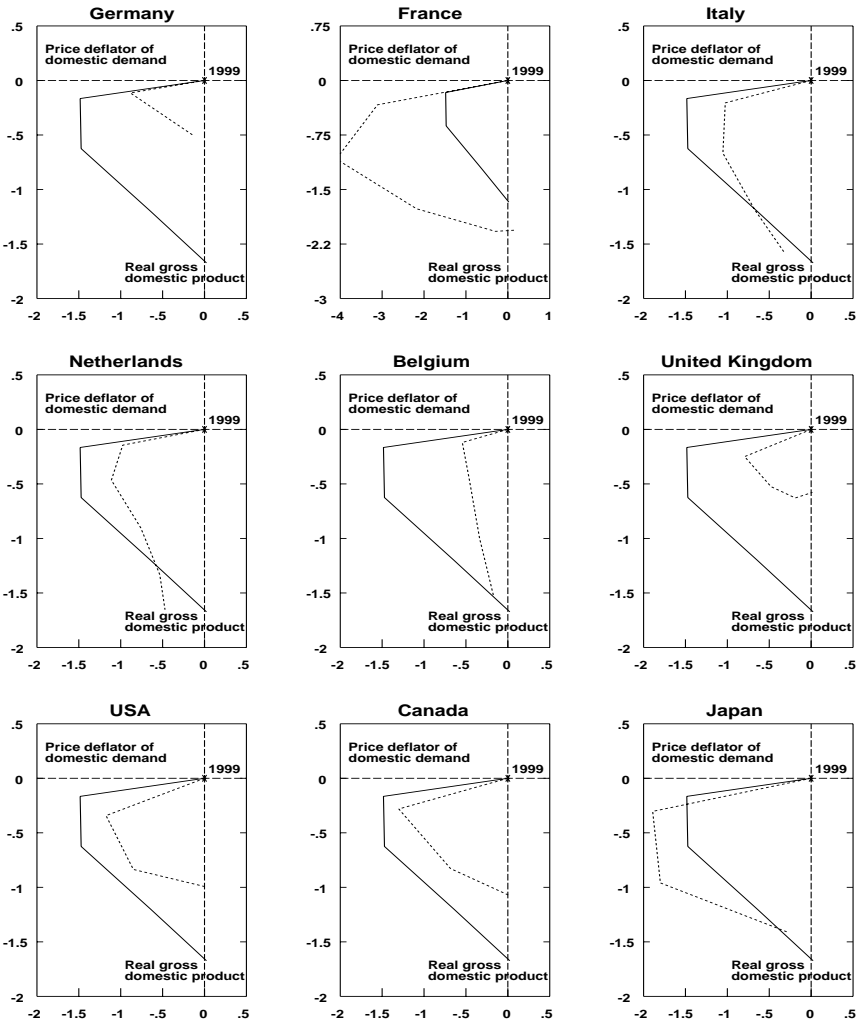 Germany
.5
Price deflator of
domestic demand
1999
0
-.5
-1
-1.5
Real gross
domestic product
-2
-2 -1.5 -1 -.5 0 .5
France
.75
Price deflator of
domestic demand
1999
0
-.75
-1.5
-2.2
Real gross
domestic product
-3
-4 -3 -2 -1 0 1
Italy
.5
Price deflator of
domestic demand
1999
0
-.5
-1
-1.5
Real gross
domestic product
-2
-2 -1.5 -1 -.5 0 .5
Netherlands
.5
Price deflator of
domestic demand
1999
0
-.5
-1
-1.5
Real gross
domestic product
-2
-2 -1.5 -1 -.5 0 .5
Belgium
.5
Price deflator of
domestic demand
1999
0
-.5
-1
-1.5
Real gross
domestic product
-2
-2 -1.5 -1 -.5 0 .5
United Kingdom
.5
Price deflator of
domestic demand
1999
0
-.5
-1
-1.5
Real gross
domestic product
-2
-2 -1.5 -1 -.5 0 .5
USA
.5
Price deflator of
domestic demand
1999
0
-.5
-1
-1.5
Real gross
domestic product
-2
-2 -1.5 -1 -.5 0 .5
Canada
.5
Price deflator of
domestic demand
1999
0
-.5
-1
-1.5
Real gross
domestic product
-2
-2 -1.5 -1 -.5 0 .5
Japan
.5
Price deflator of
domestic demand
1999
0
-.5
-1
-1.5
Real gross
domestic product
-2
-2 -1.5 -1 -.5 0 .5